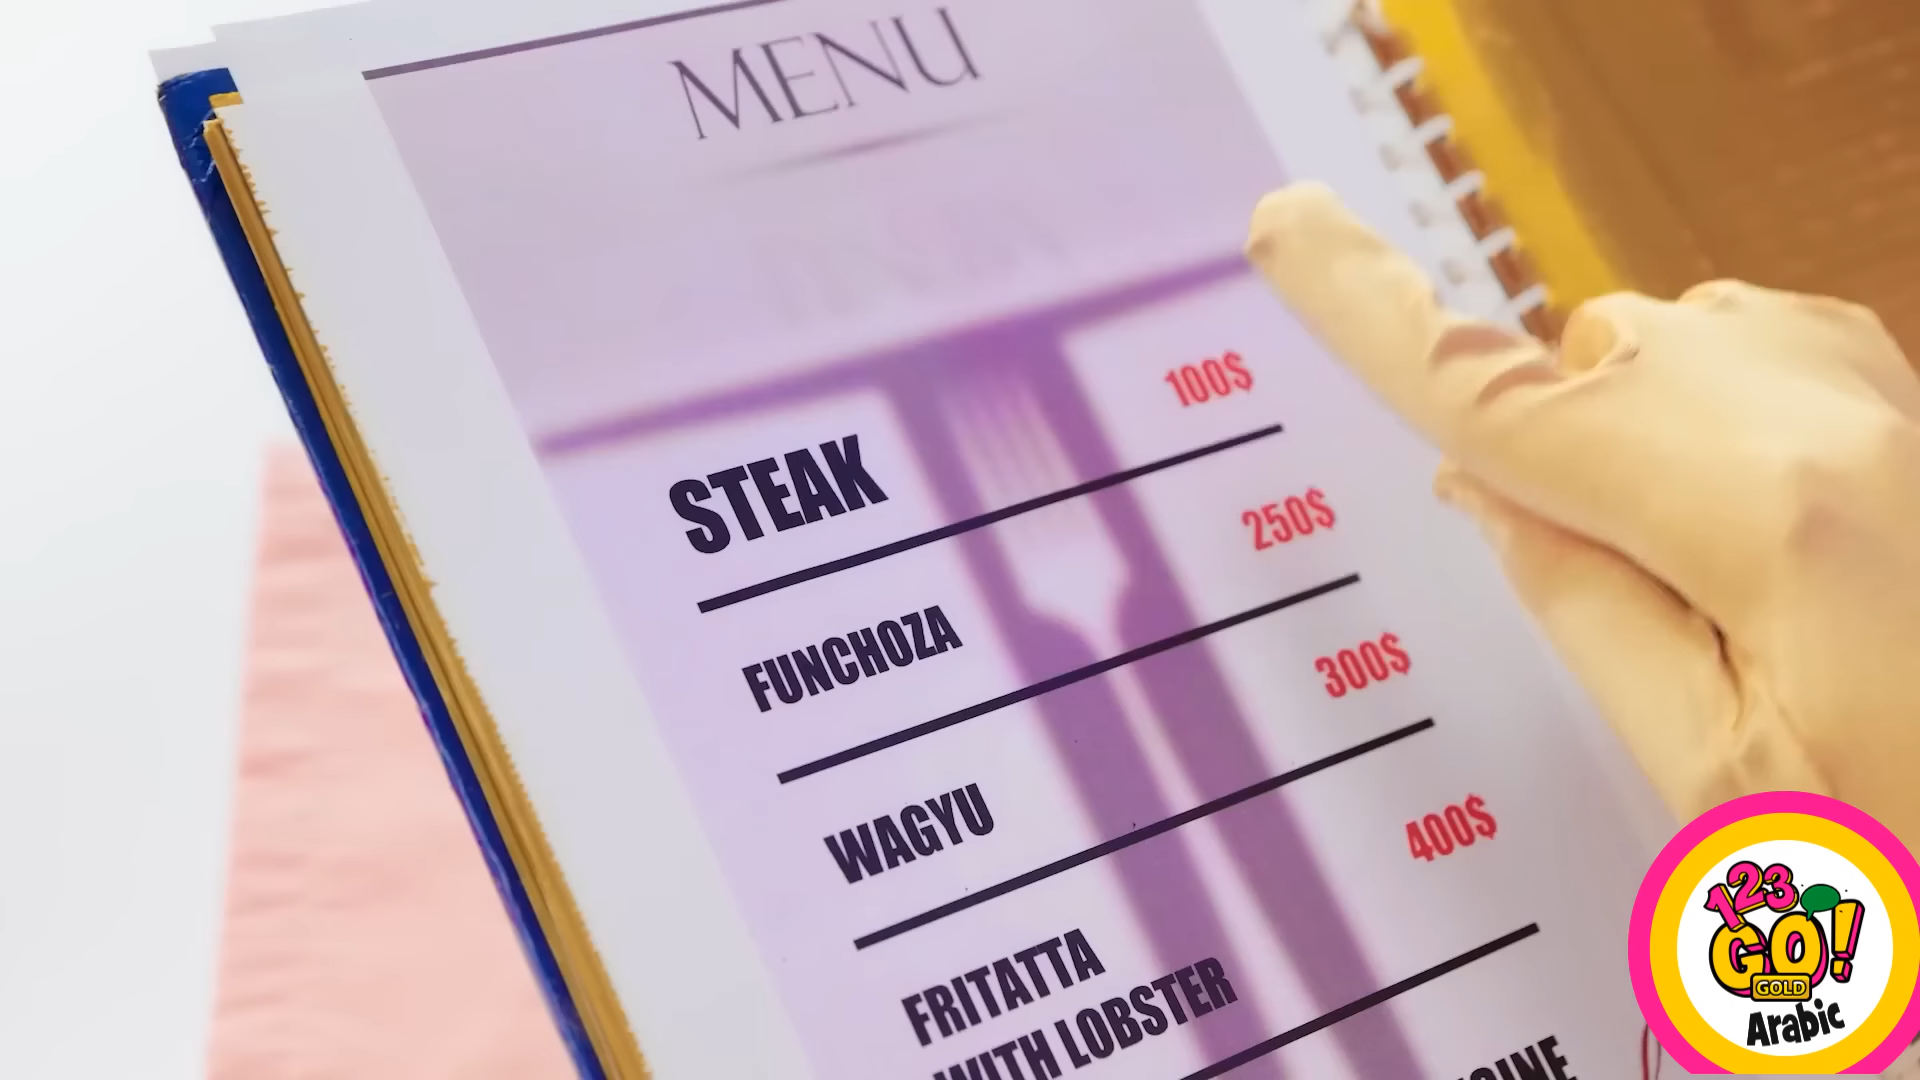 MENU
STEAK 100$
FUNCHOZA 250$
WAGYU 300$
FRITATTA 400$
WITH LOBSTER
123
GO!
GOLD
Arabic